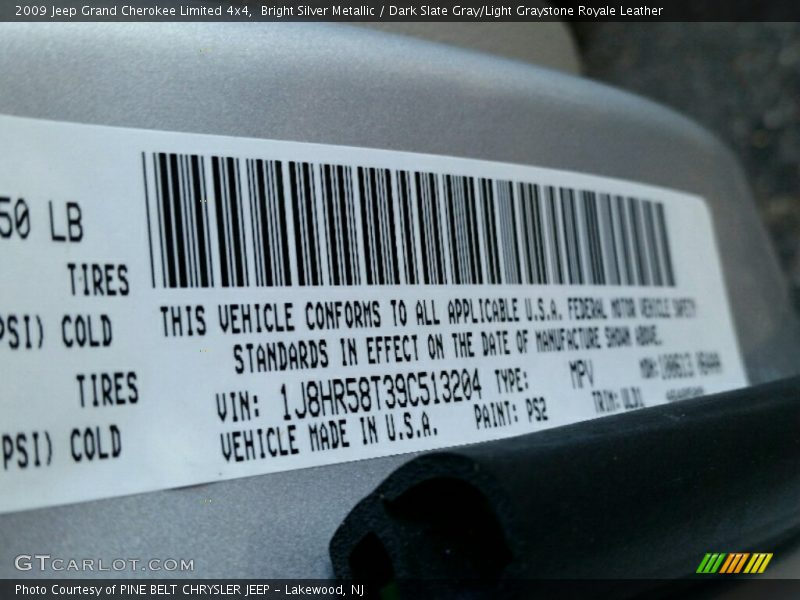 2009 Jeep Grand Cherokee Limited 4x4,  Bright Silver Metallic / Dark Slate Gray/Light Graystone Royale Leather
50 LB
TIRES
PSI) COLD
TIRES
PSI) COLD
THIS VEHICLE CONFORMS TO ALL APPLICABLE U.S.A. FEDERAL MOTOR VEHICLE SAFETY
STANDARDS IN EFFECT ON THE DATE OF MANUFACTURE SHOWN ABOVE.
VIN: 1J8HR58T39C513204 TYPE: MPV
VEHICLE MADE IN U.S.A. PAINT: PS2 TRIM:
GTCARLOT.COM
Photo Courtesy of PINE BELT CHRYSLER JEEP - Lakewood, NJ